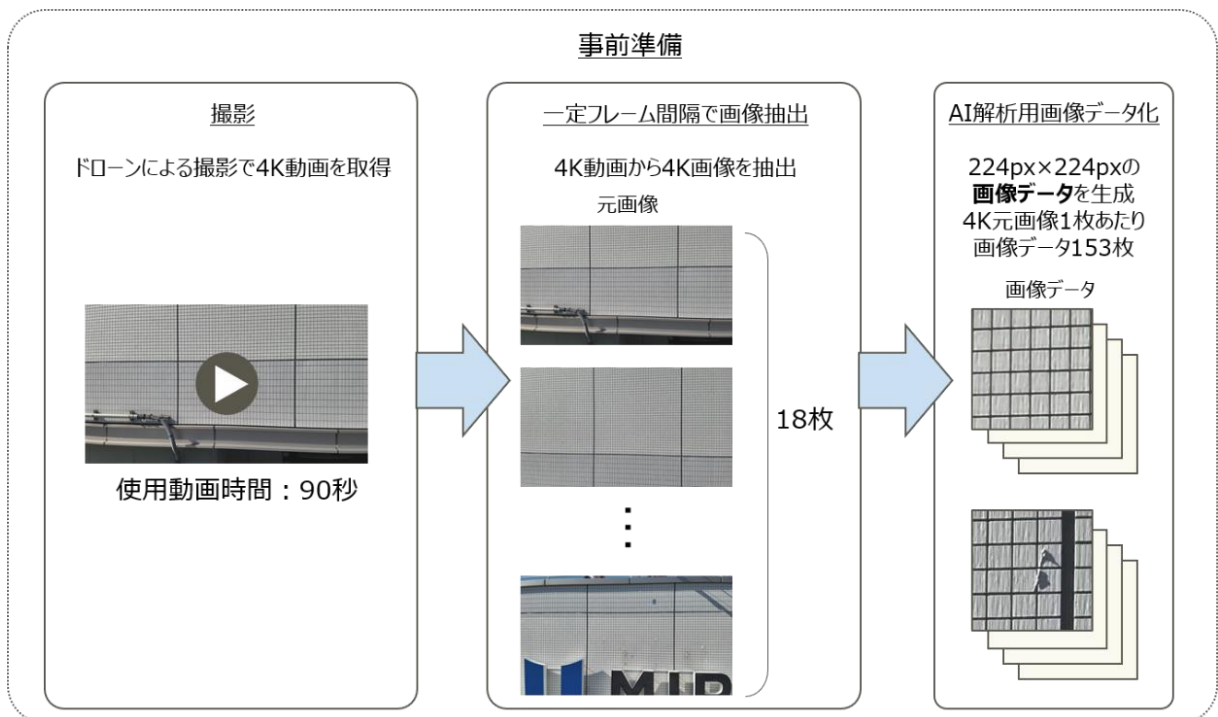 事前準備
撮影
ドローンによる撮影で4K動画を取得
使用動画時間：90秒
一定フレーム間隔で画像抽出
4K動画から4K画像を抽出
元画像
18枚
MIR
AI解析用画像データ化
224px×224pxの
画像データを生成
4K元画像1枚あたり
画像データ153枚
画像データ